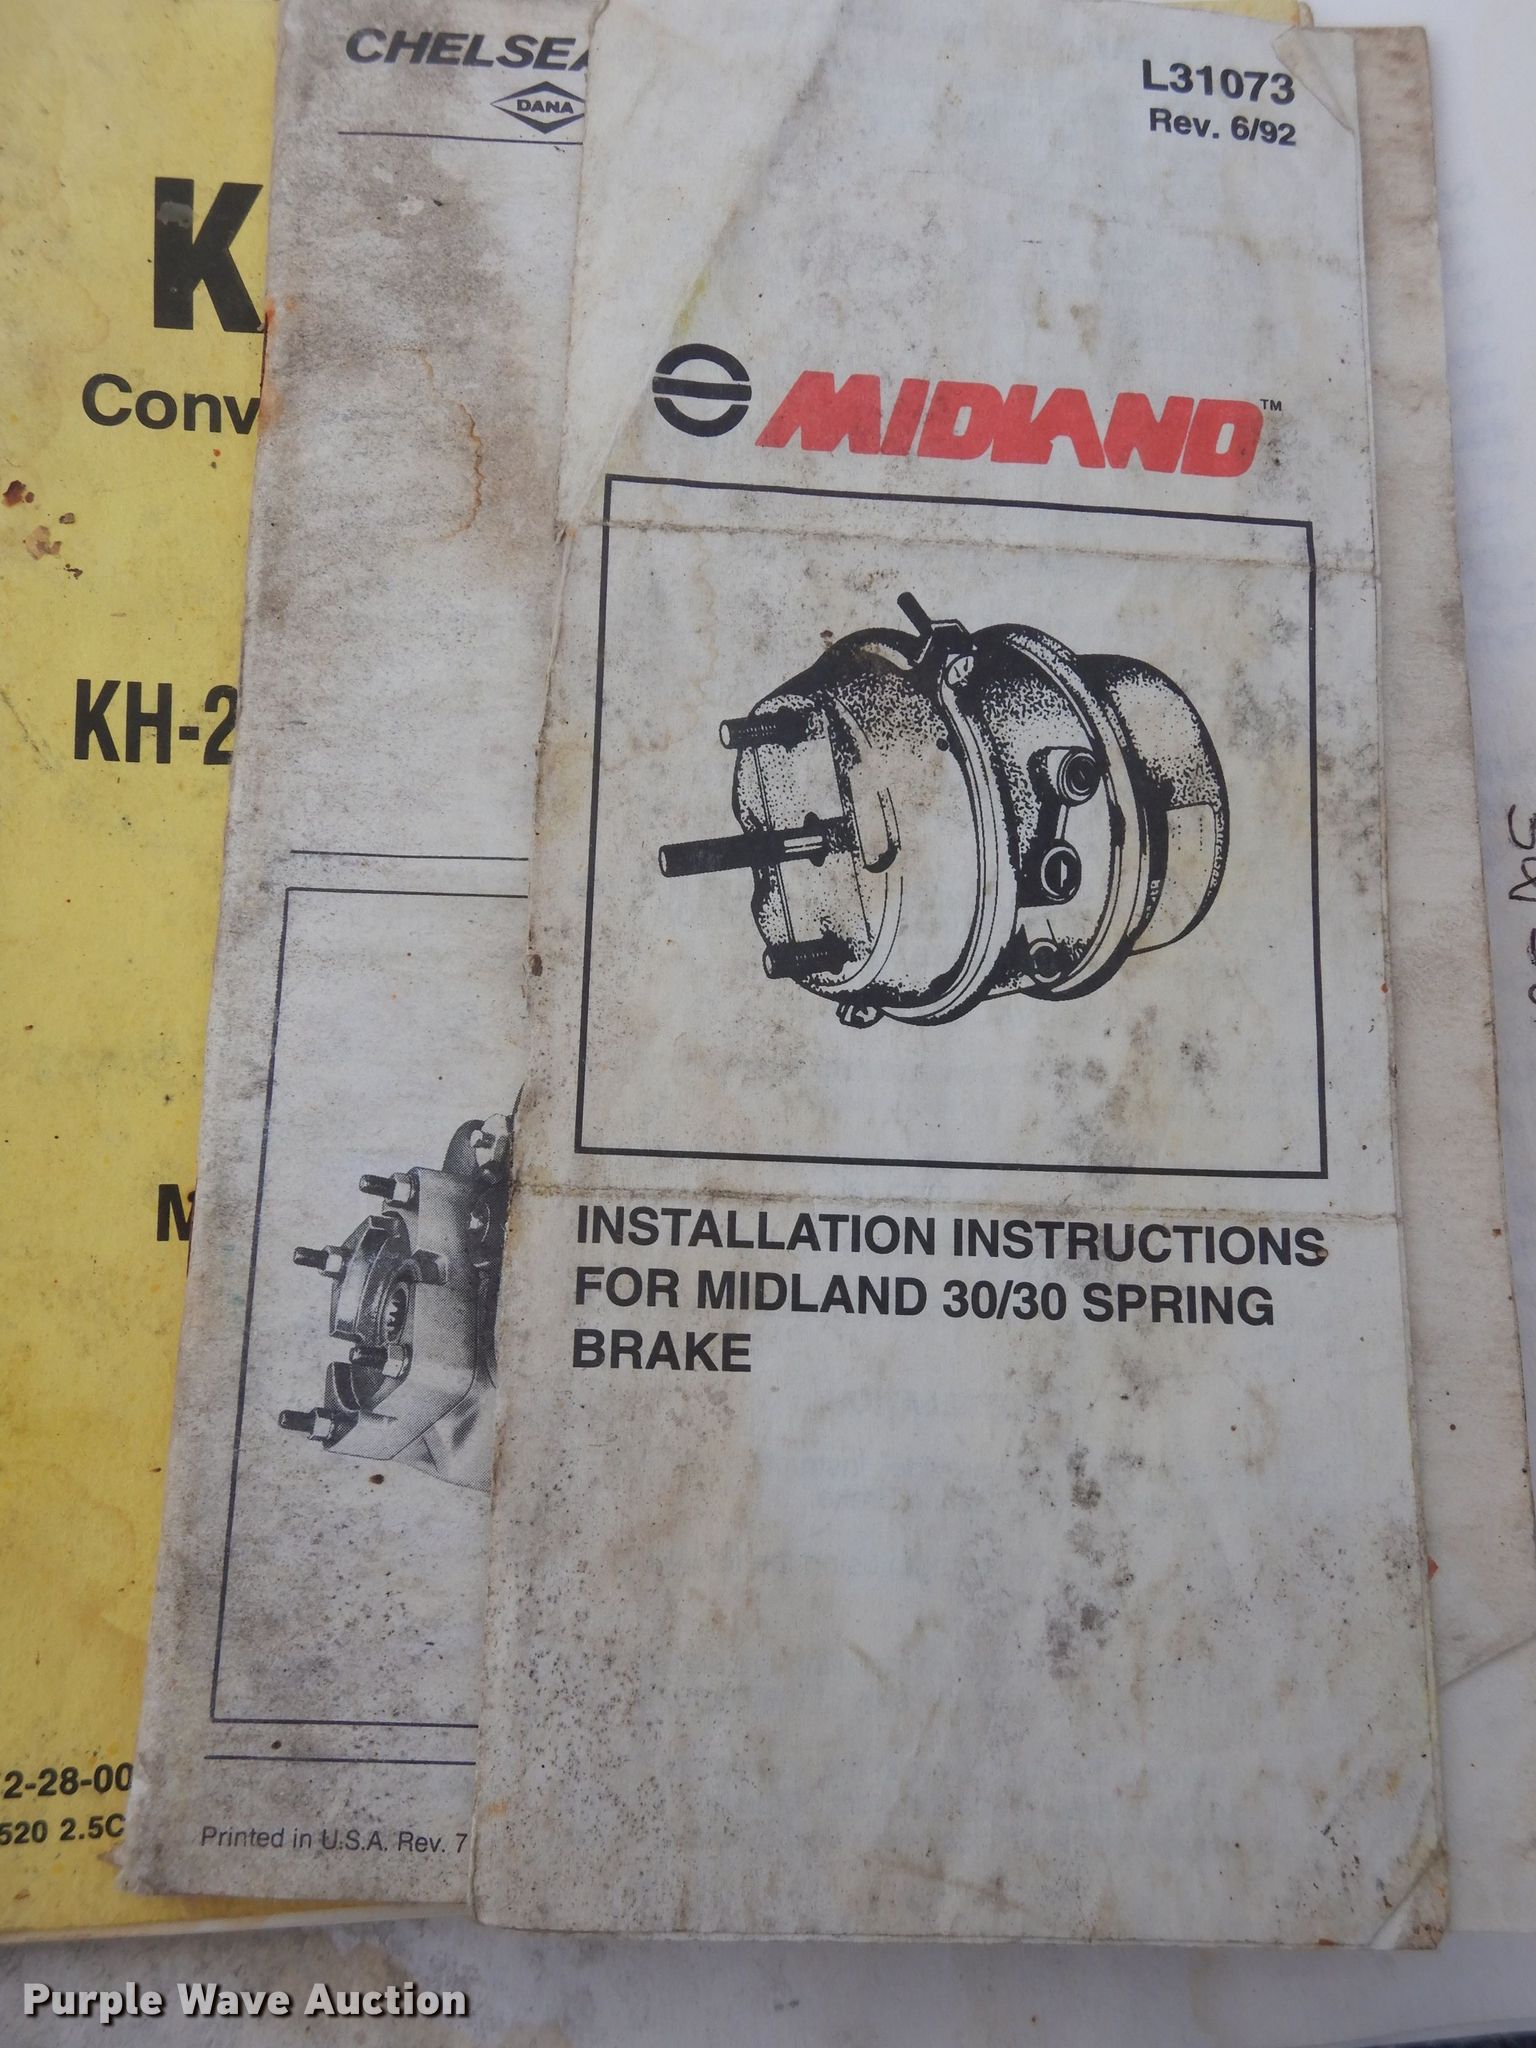 K
Conv
KH-2
M
2-28-00
520 2.5C
CHELSEA
DANA
Printed in U.S.A. Rev. 7
L31073
Rev. 6/92
MIDLAND™
INSTALLATION INSTRUCTIONS
FOR MIDLAND 30/30 SPRING
BRAKE
Purple Wave Auction